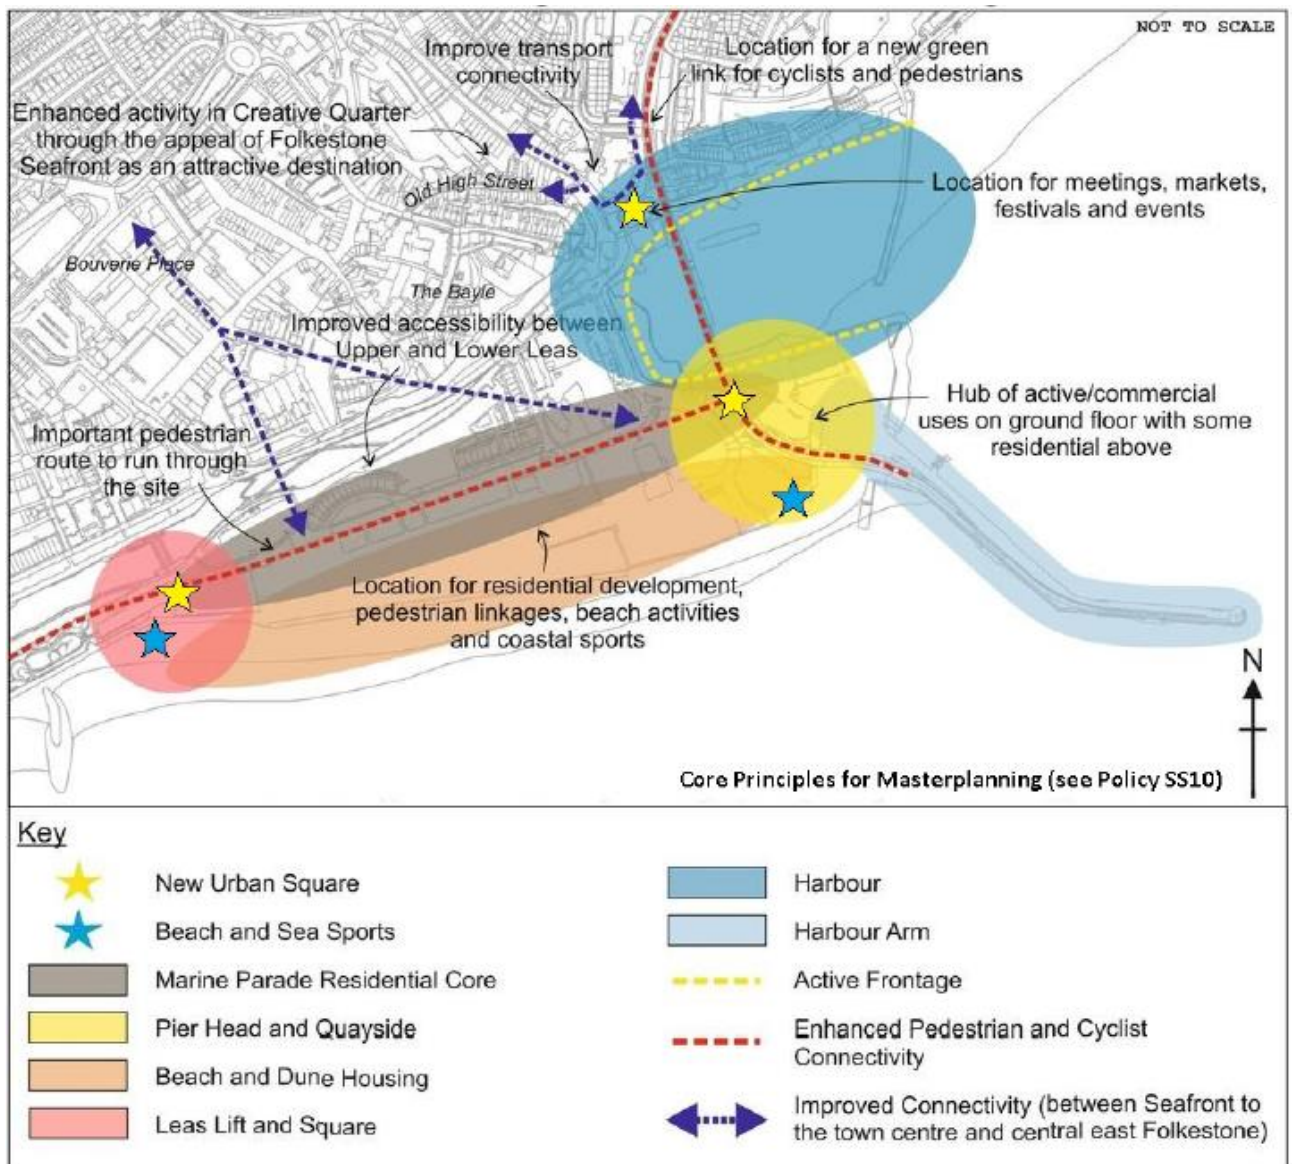 NOT TO SCALE
Improve transport
connectivity
Location for a new green
link for cyclists and pedestrians
Enhanced activity in Creative Quarter
through the appeal of Folkestone
Seafront as an attractive destination
Old High Street
Location for meetings, markets,
festivals and events
Bouverie Place
The Bayle
Improved accessibility between
Upper and Lower Leas
Hub of active/commercial
uses on ground floor with some
residential above
Important pedestrian
route to run through
the site
Location for residential development,
pedestrian linkages, beach activities
and coastal sports
N
Core Principles for Masterplanning (see Policy SS10)
Key
New Urban Square
Beach and Sea Sports
Marine Parade Residential Core
Pier Head and Quayside
Beach and Dune Housing
Leas Lift and Square
Harbour
Harbour Arm
Active Frontage
Enhanced Pedestrian and Cyclist
Connectivity
Improved Connectivity (between Seafront to
the town centre and central east Folkestone)